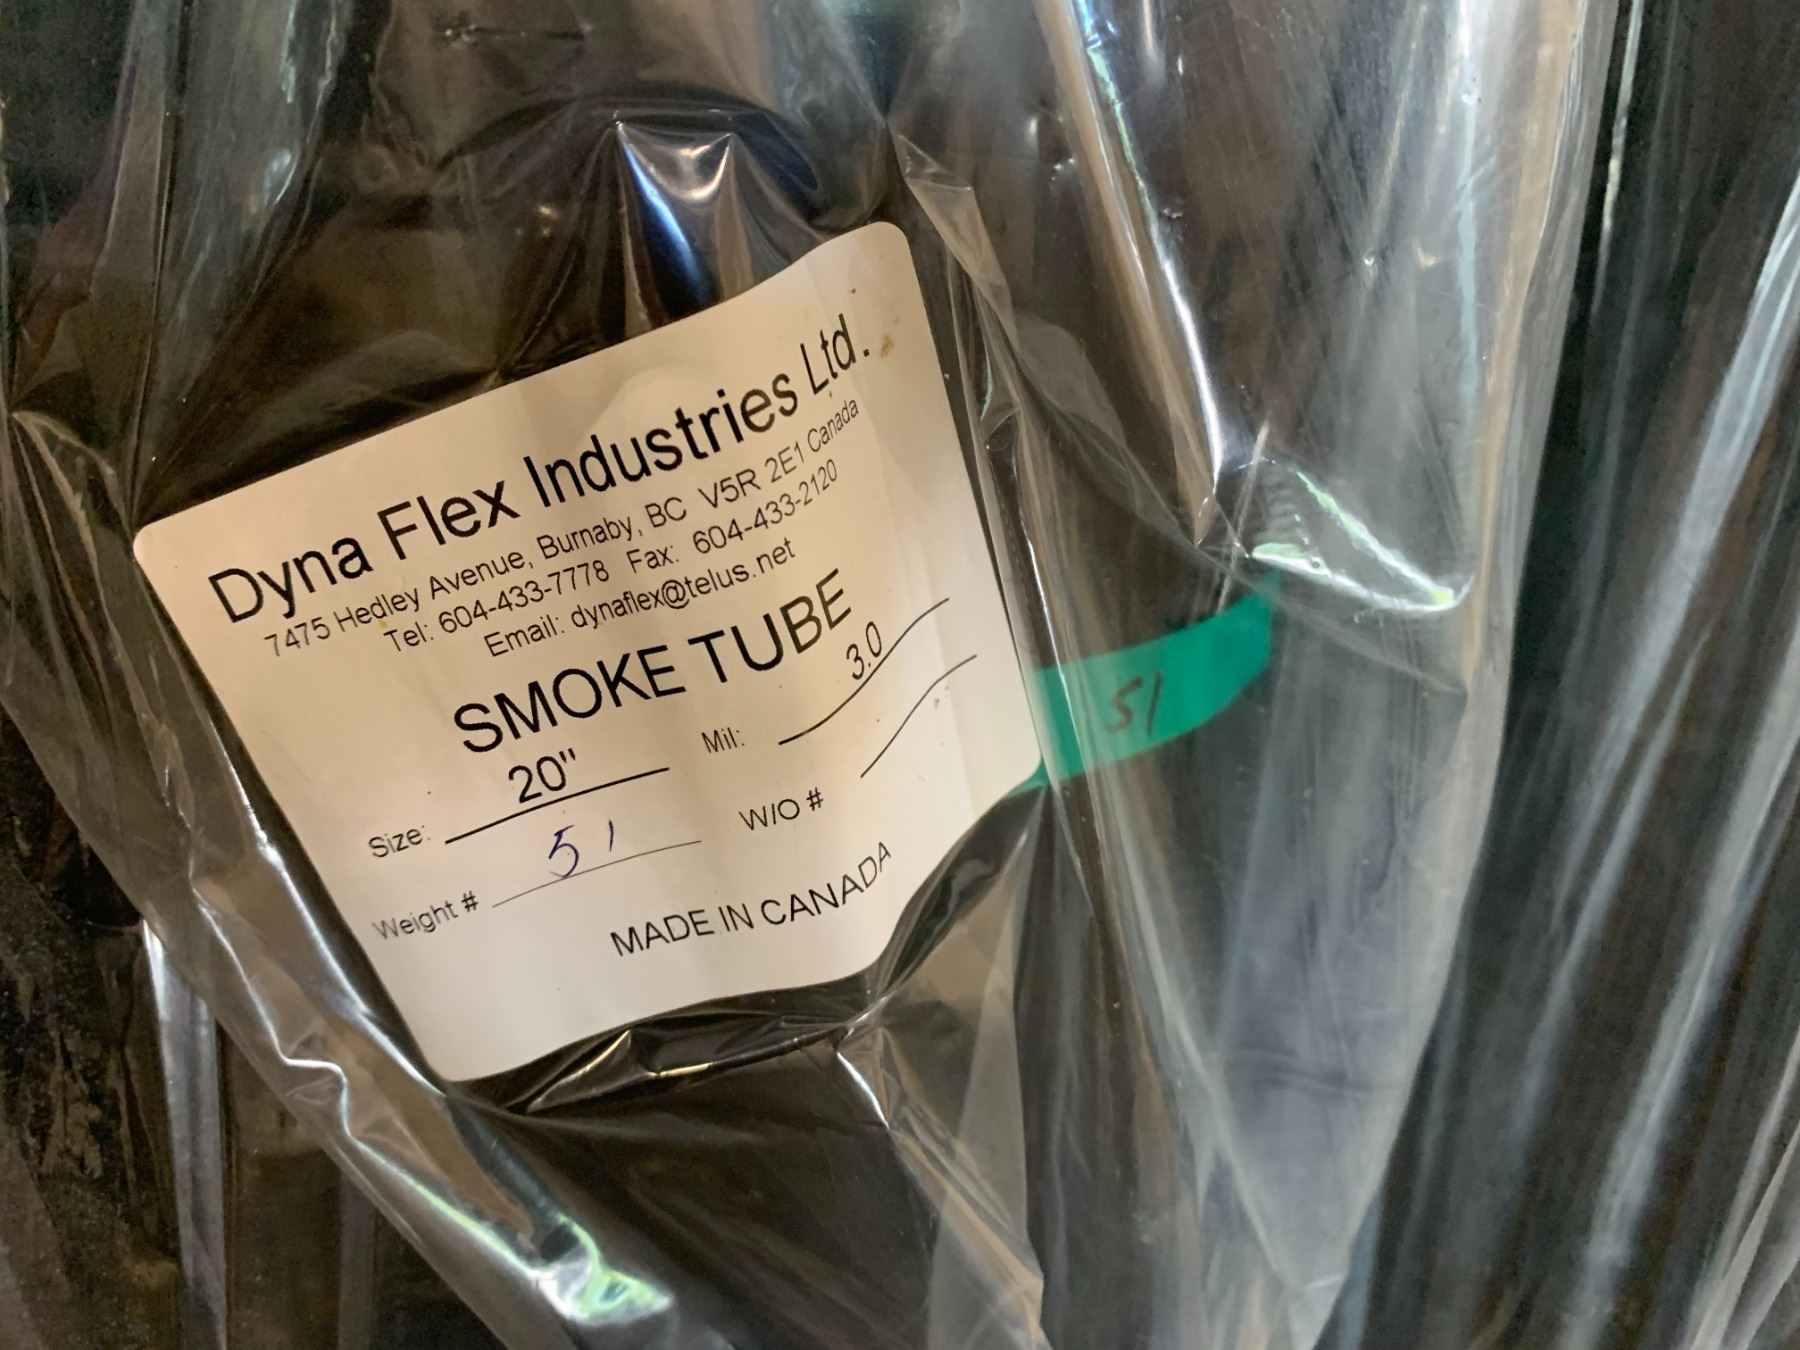 Dyna Flex Industries Ltd.
7475 Hedley Avenue, Burnaby, BC V5R 2E1 Canada
Tel: 604-433-7778 Fax: 604-433-2120
Email: dynaflex@telus.net
SMOKE TUBE
Size: 20" Mil: 3.0
Weight # 51 W/O #
MADE IN CANADA
51